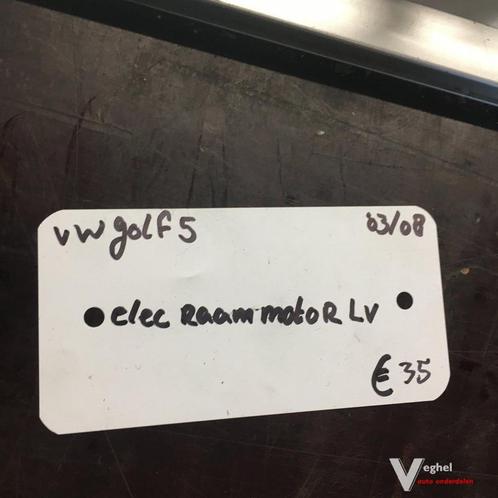 vw golf 5 03/08
elec Raam motoR LV
€ 35
Veghel
auto onderdelen